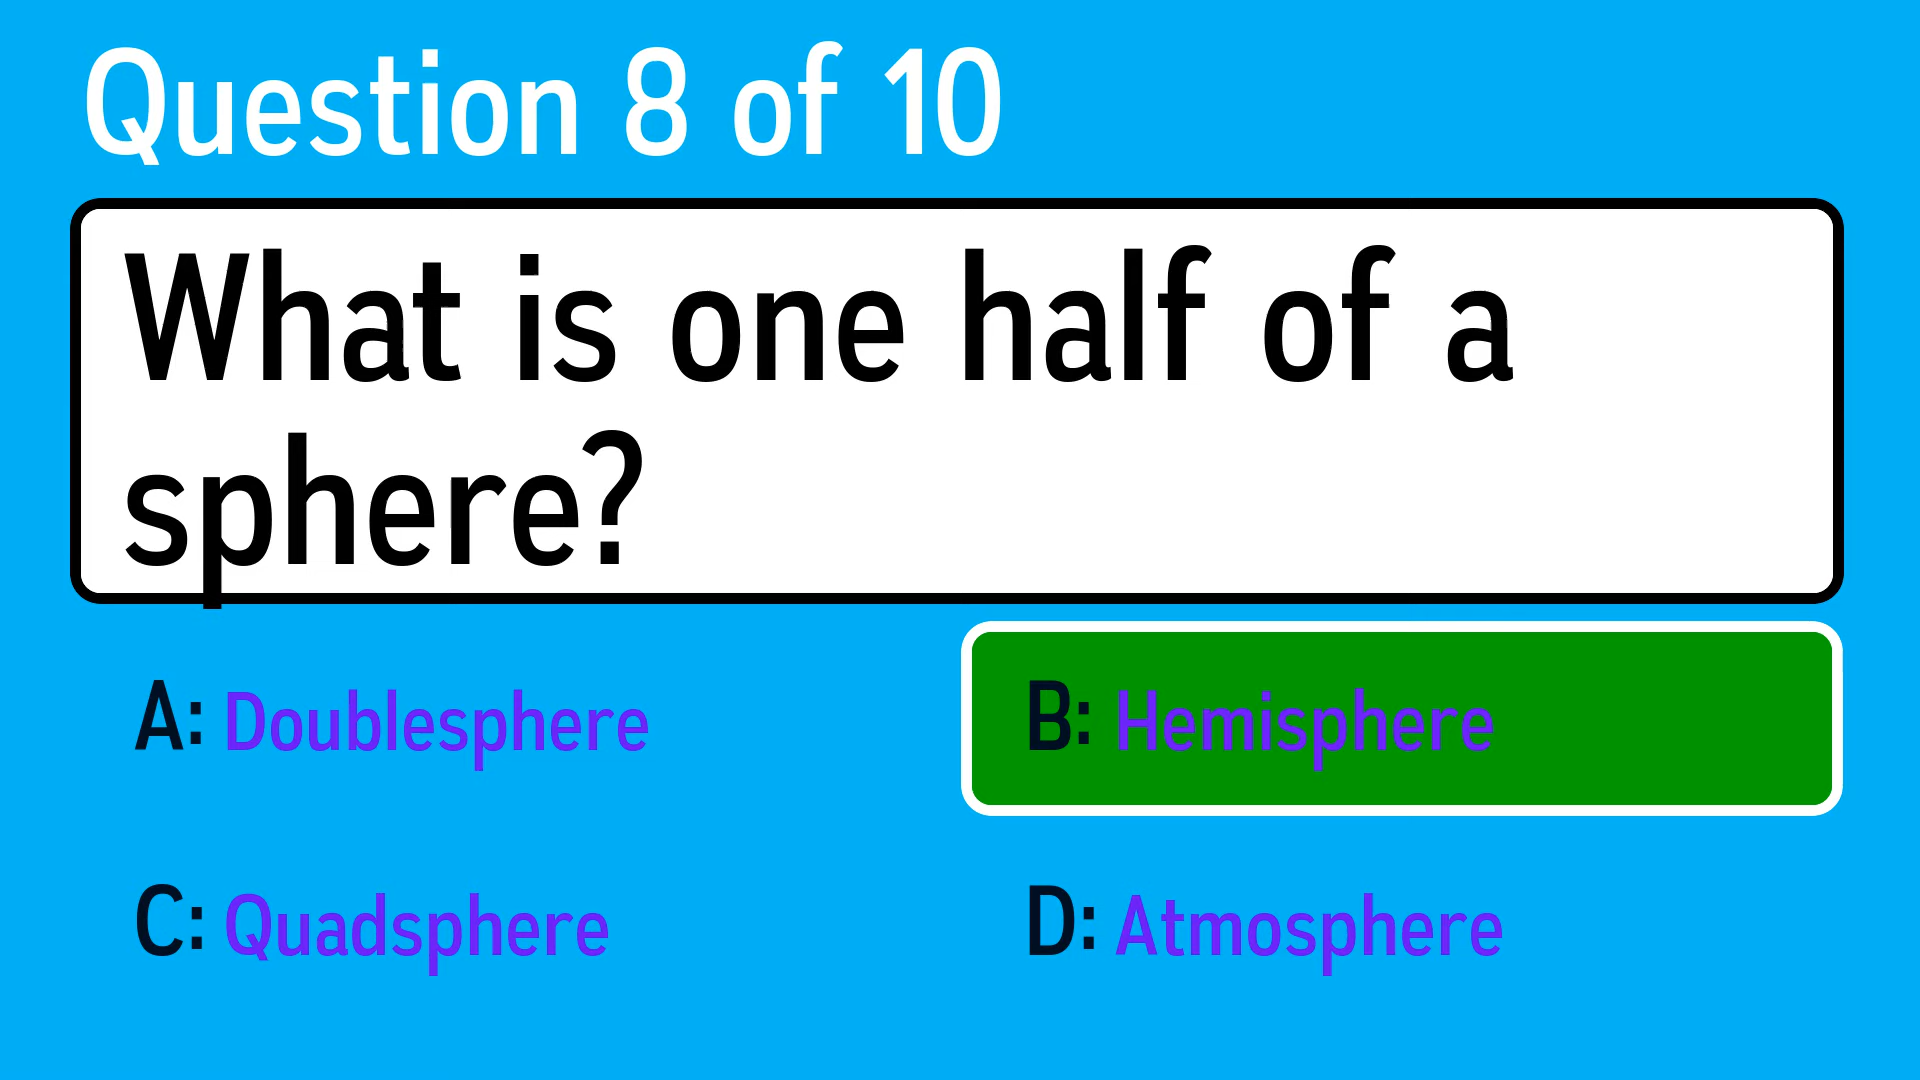 Question 8 of 10
What is one half of a
sphere?
A: Doublesphere
B: Hemisphere
C: Quadsphere
D: Atmosphere